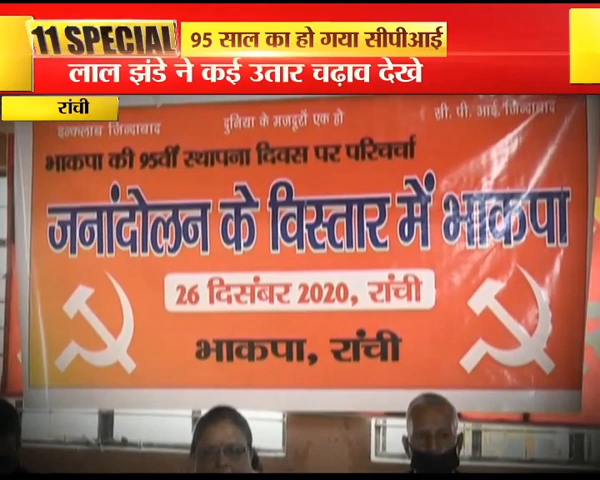 11 SPECIAL
95 साल का हो गया सीपीआई
लाल झंडे ने कई उतार चढ़ाव देखे
रांची
इन्कलाब जिन्दाबाद
दुनिया के मजदूरों एक हो
सी. पी. आई. जिन्दाबाद
भाकपा की 95वीं स्थापना दिवस पर परिचर्चा
जनांदोलन के विस्तार में भाकपा
26 दिसंबर 2020, रांची
भाकपा, रांची